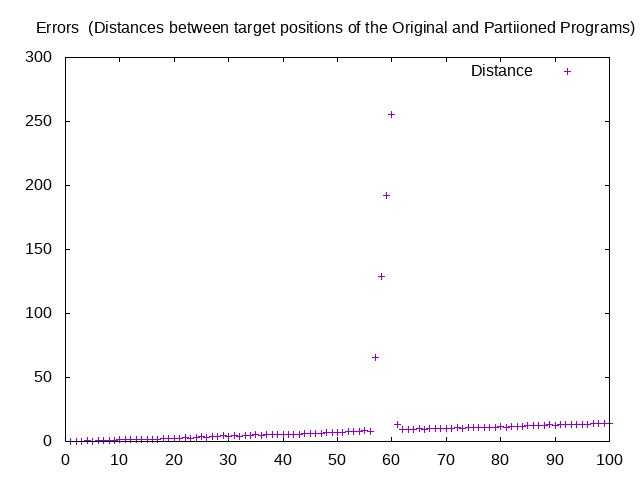 Errors  (Distances between target positions of the Original and Partiioned Programs)
Distance
300
250
200
150
100
50
0
0 10 20 30 40 50 60 70 80 90 100